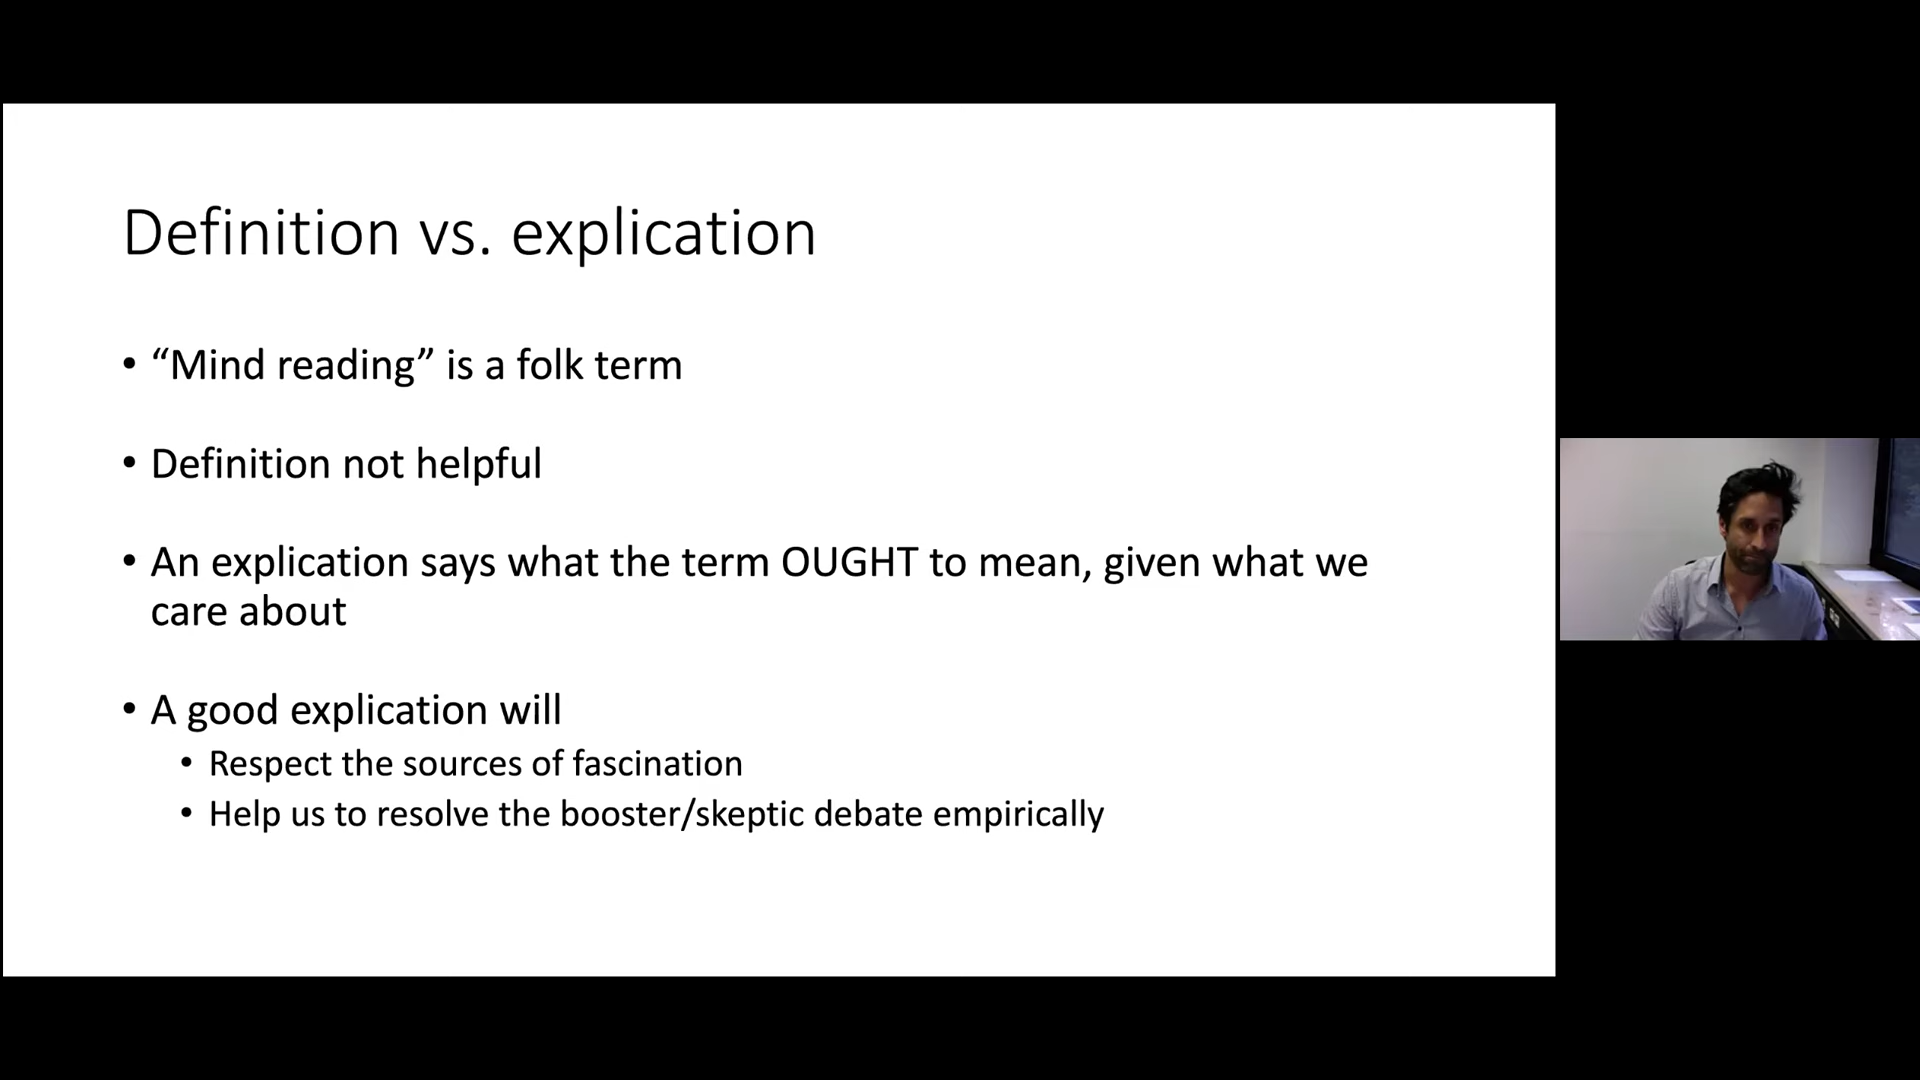 Definition vs. explication
• “Mind reading” is a folk term
• Definition not helpful
• An explication says what the term OUGHT to mean, given what we
care about
• A good explication will
• Respect the sources of fascination
• Help us to resolve the booster/skeptic debate empirically